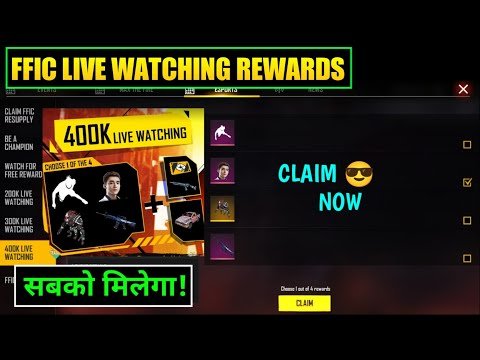 FFIC LIVE WATCHING REWARDS
EVENTS
ESPORTS
NEWS
CLAIM FFIC
RESUPPLY
BE A
CHAMPION
WATCH FOR
FREE REWARD
200K LIVE
WATCHING
300K LIVE
WATCHING
400K LIVE
WATCHING
400K LIVE WATCHING
CHOOSE 1 OF THE 4
CLAIM 😎
NOW
सबको मिलेगा!
Choose 1 out of 4 rewards
CLAIM